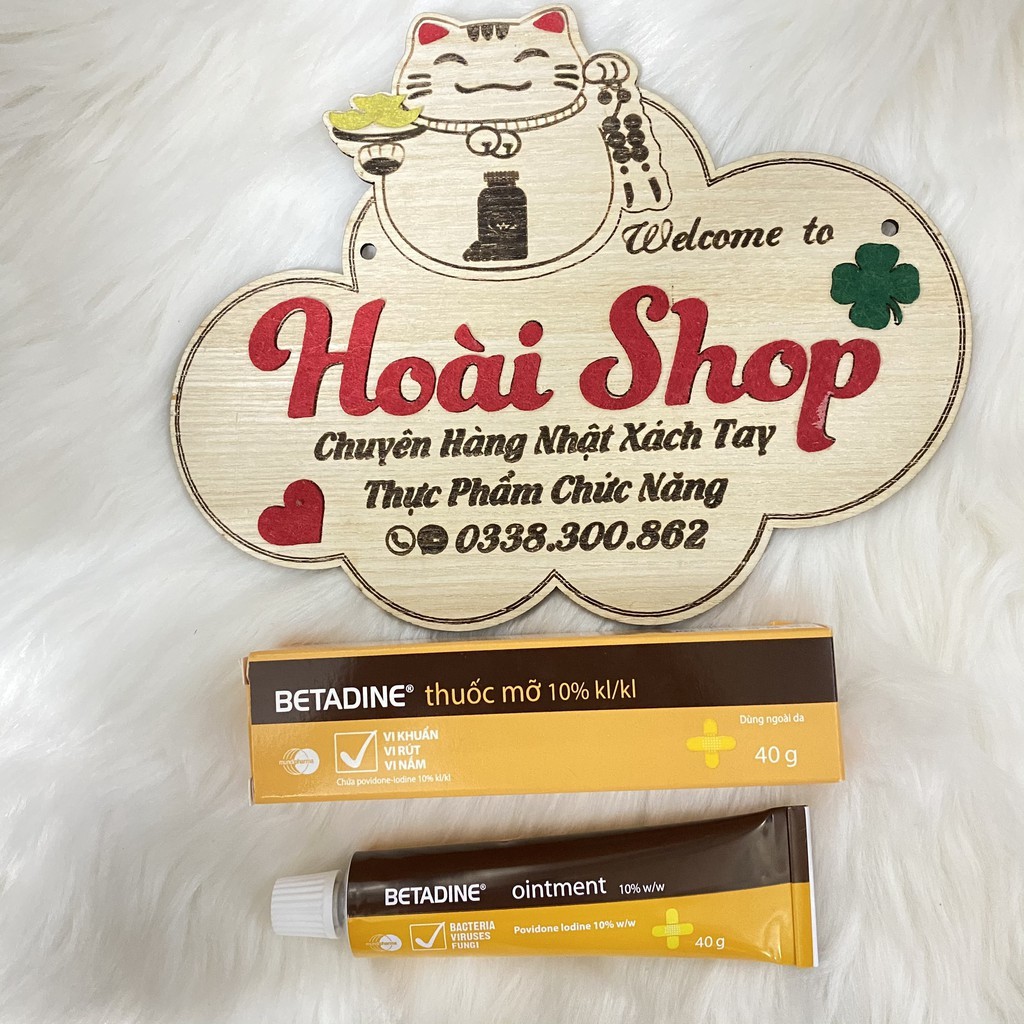 Welcome to
Hoài Shop
Chuyên Hàng Nhật Xách Tay
Thực Phẩm Chức Năng
0338.300.862
BETADINE® thuốc mỡ 10% kl/kl
mundipharma
VI KHUẨN
VI RÚT
VI NẤM
Chứa povidone-iodine 10% kl/kl
Dùng ngoài da
40 g
BETADINE® ointment 10% w/w
mundipharma
BACTERIA
VIRUSES
FUNGI
Povidone Iodine 10% w/w
40 g